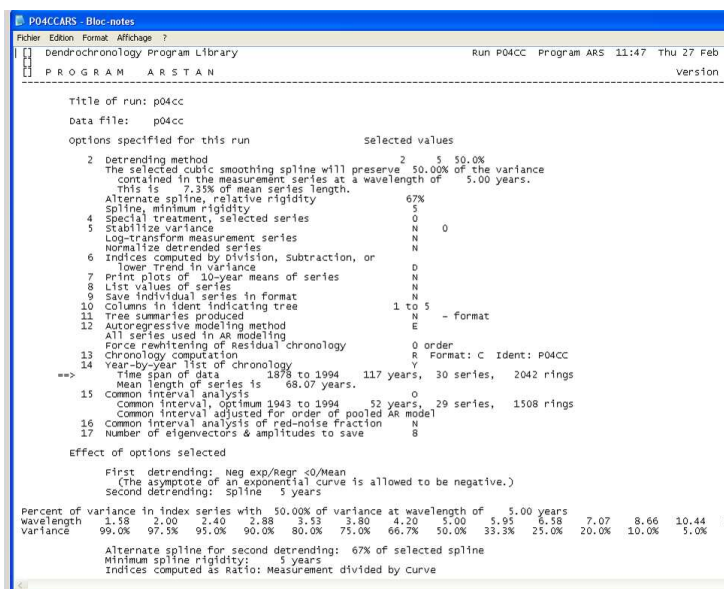 P04CCARS - Bloc-notes
Fichier Edition Format Affichage ?
[] Dendrochronology Program Library Run P04CC Program ARS 11:47 Thu 27 Feb
[] P R O G R A M A R S T A N Version
Title of run: p04cc
Data file: p04cc
Options specified for this run Selected values
2 Detrending method 2 5 50.0%
The selected cubic smoothing spline will preserve 50.00% of the variance
contained in the measurement series at a wavelength of 5.00 years.
This is 7.35% of mean series length.
Alternate spline, relative rigidity 67%
Spline, minimum rigidity 5
4 Special treatment, selected series 0
5 Stabilize variance N 0
Log-transform measurement series N
Normalize detrended series N
6 Indices computed by Division, Subtraction, or
lower Trend in variance D
7 Print plots of 10-year means of series N
8 List values of series N
9 Save individual series in format N
10 Columns in ident indicating tree 1 to 5
11 Tree summaries produced N - format
12 Autoregressive modeling method E
All series used in AR modeling
Force rewhitening of Residual chronology 0 order
13 Chronology computation R Format: C Ident: P04CC
14 Year-by-year list of chronology Y
==> Time span of data 1878 to 1994 117 years, 30 series, 2042 rings
Mean length of series is 68.07 years.
15 Common interval analysis O
Common interval, Optimum 1943 to 1994 52 years, 29 series, 1508 rings
Common interval adjusted for order of pooled AR model
16 Common interval analysis of red-noise fraction N
17 Number of eigenvectors & amplitudes to save 8
Effect of options selected
First detrending: Neg exp/Regr <0/Mean
(The asymptote of an exponential curve is allowed to be negative.)
Second detrending: Spline 5 years
Percent of variance in index series with 50.00% of variance at wavelength of 5.00 years
Wavelength 1.58 2.00 2.40 2.88 3.53 3.80 4.20 5.00 5.95 6.58 7.07 8.66 10.44
Variance 99.0% 97.5% 95.0% 90.0% 80.0% 75.0% 66.7% 50.0% 33.3% 25.0% 20.0% 10.0% 5.0%
Alternate spline for second detrending: 67% of selected spline
Minimum spline rigidity: 5 years
Indices computed as Ratio: Measurement divided by Curve